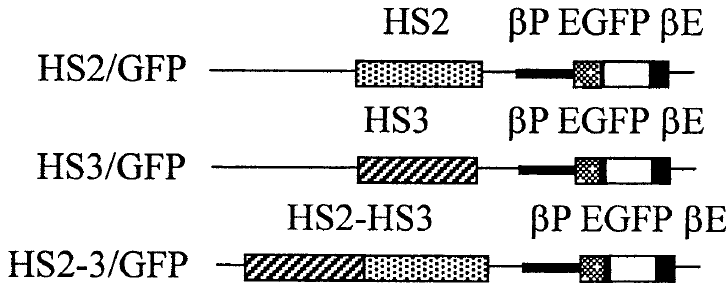 HS2 βP EGFP βE
HS2/GFP
HS3 βP EGFP βE
HS3/GFP
HS2-HS3 βP EGFP βE
HS2-3/GFP